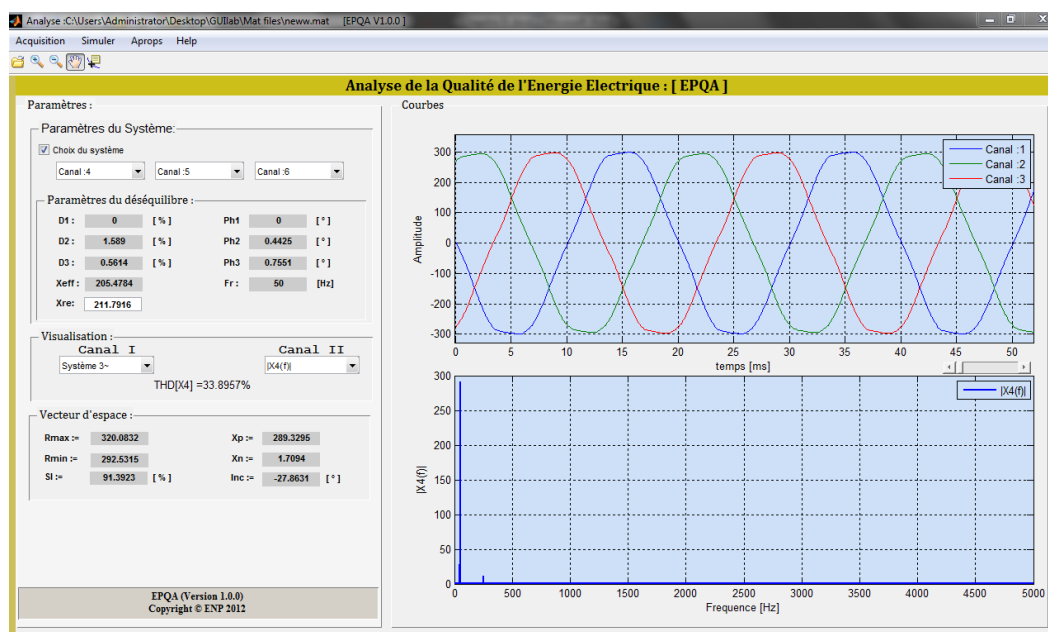 Analyse :C:\Users\Administrator\Desktop\GUIlab\Mat files\neww.mat [EPQA V1.0.0 ]
Acquisition Simuler Aprops Help
Analyse de la Qualité de l'Energie Electrique : [ EPQA ]
Paramètres :
Paramètres du Système:
Choix du système
Canal :4 Canal :5 Canal :6
Paramètres du déséquilibre :
D1 : 0 [ % ] Ph1 0 [ ° ]
D2 : 1.589 [ % ] Ph2 0.4425 [ ° ]
D3 : 0.5614 [ % ] Ph3 0.7551 [ ° ]
Xeff : 205.4784 Fr : 50 [Hz]
Xre: 211.7916
Visualisation :
Canal I Canal II
Système 3~ |X4(f)|
THD[X4] =33.8957%
Vecteur d'espace :
Rmax := 320.0832 Xp := 289.3295
Rmin := 292.5315 Xn := 1.7094
SI := 91.3923 [ % ] Inc := -27.8631 [ ° ]
EPQA (Version 1.0.0)
Copyright © ENP 2012
Courbes
Canal :1
Canal :2
Canal :3
Amplitude
300
200
100
0
-100
-200
-300
0 5 10 15 20 25 30 35 40 45 50
temps [ms]
|X4(f)|
|X4(f)|
300
250
200
150
100
50
0
0 500 1000 1500 2000 2500 3000 3500 4000 4500 5000
Frequence [Hz]